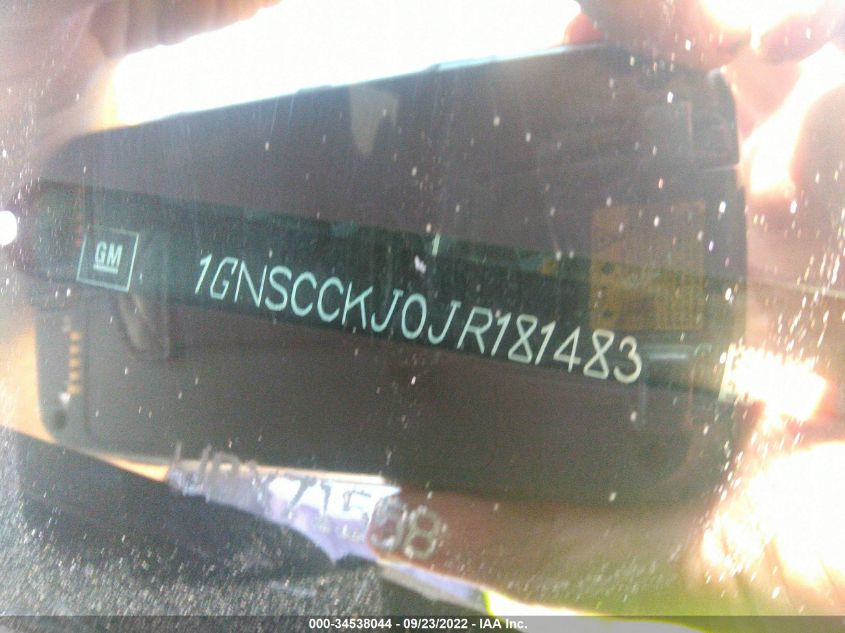 GM
1GNSCCKJ0JR181483
000-34538044 - 09/23/2022 - IAA Inc.